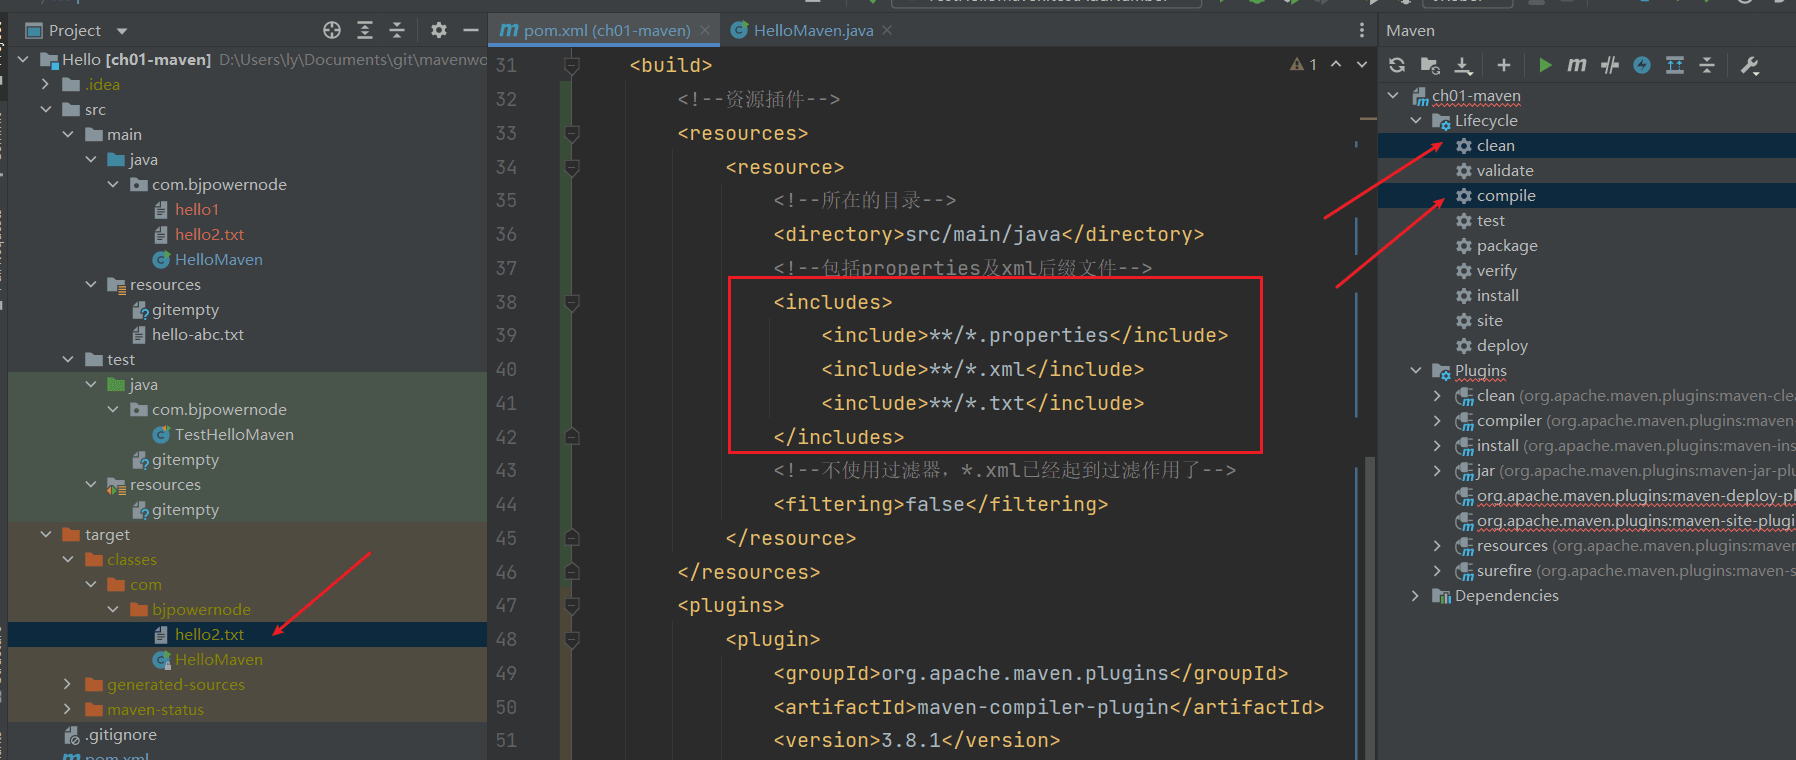 Project
Hello [ch01-maven] D:\Users\ly\Documents\git\mavenwo
.idea
src
main
java
com.bjpowernode
hello1
hello2.txt
HelloMaven
resources
gitempty
hello-abc.txt
test
java
com.bjpowernode
TestHelloMaven
gitempty
resources
gitempty
target
classes
com
bjpowernode
hello2.txt
HelloMaven
generated-sources
maven-status
.gitignore
pom.xml
pom.xml (ch01-maven)
HelloMaven.java
1
31 <build>
32 <!--资源插件-->
33 <resources>
34 <resource>
35 <!--所在的目录-->
36 <directory>src/main/java</directory>
37 <!--包括properties及xml后缀文件-->
38 <includes>
39 <include>**/*.properties</include>
40 <include>**/*.xml</include>
41 <include>**/*.txt</include>
42 </includes>
43 <!--不使用过滤器，*.xml已经起到过滤作用了-->
44 <filtering>false</filtering>
45 </resource>
46 </resources>
47 <plugins>
48 <plugin>
49 <groupId>org.apache.maven.plugins</groupId>
50 <artifactId>maven-compiler-plugin</artifactId>
51 <version>3.8.1</version>
Maven
ch01-maven
Lifecycle
clean
validate
compile
test
package
verify
install
site
deploy
Plugins
clean (org.apache.maven.plugins:maven-clea
compiler (org.apache.maven.plugins:maven-
install (org.apache.maven.plugins:maven-ins
jar (org.apache.maven.plugins:maven-jar-plu
org.apache.maven.plugins:maven-deploy-pl
org.apache.maven.plugins:maven-site-plugin
resources (org.apache.maven.plugins:maven
surefire (org.apache.maven.plugins:maven-s
Dependencies